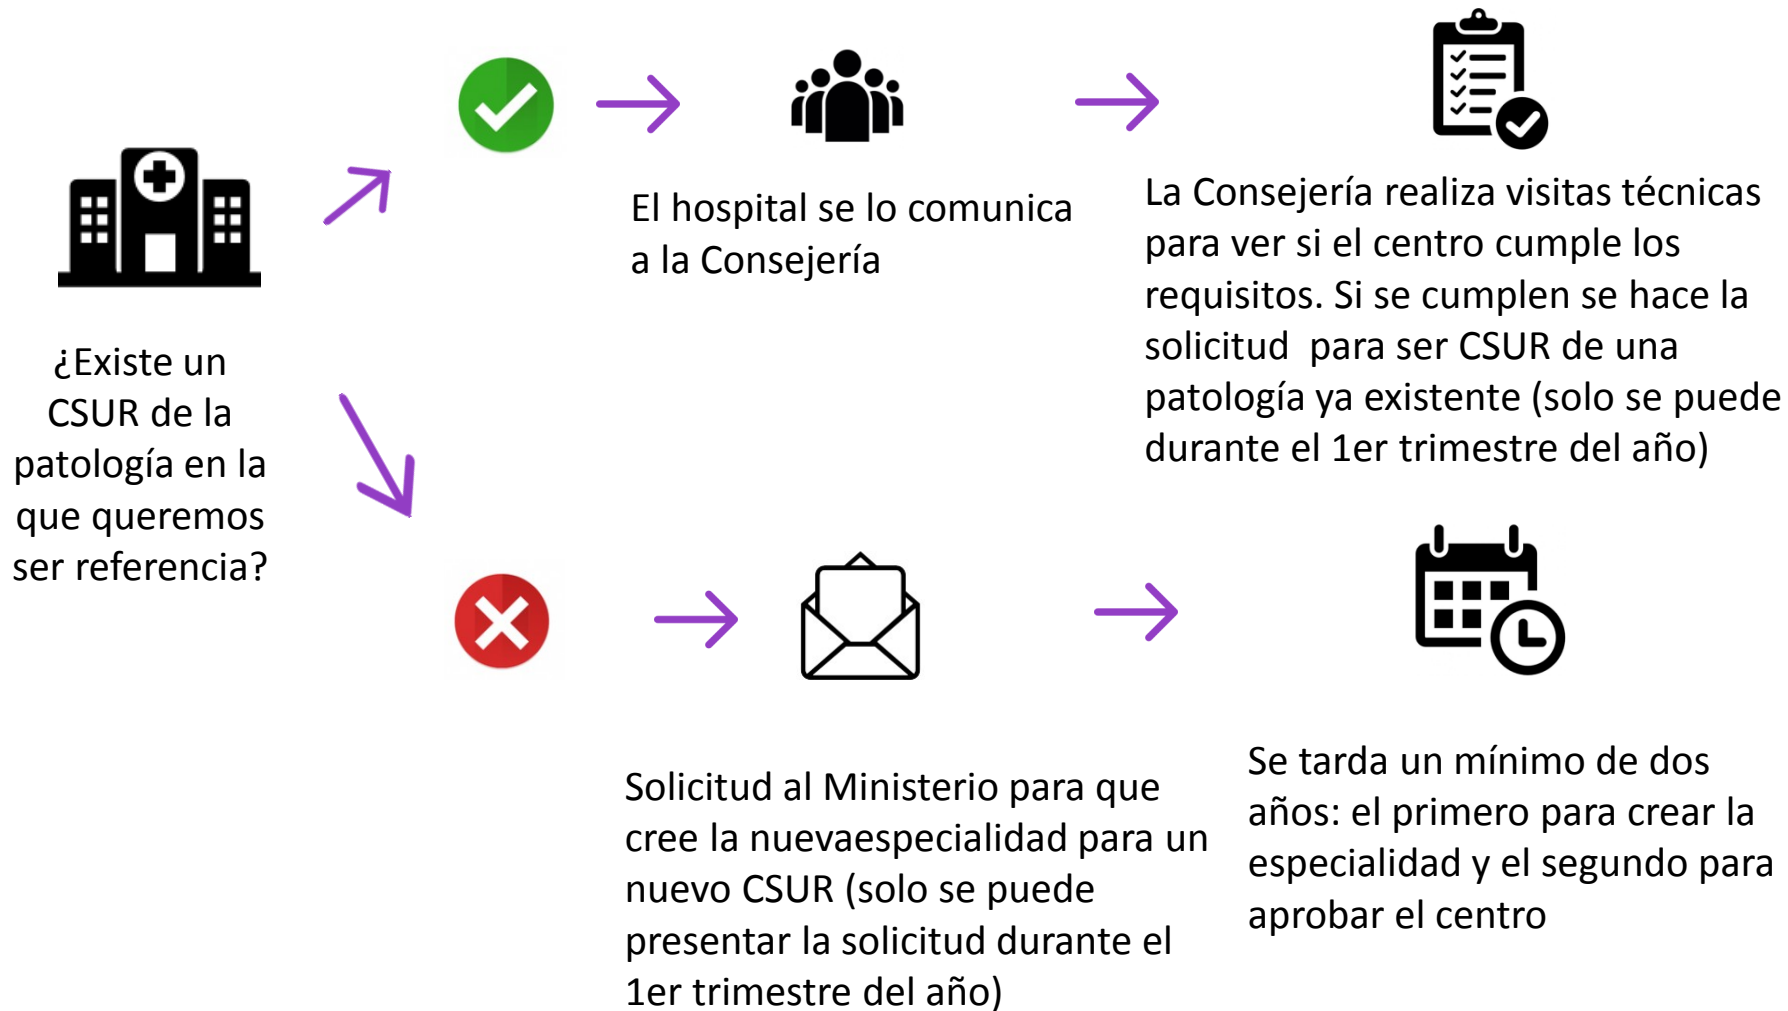 ¿Existe un
CSUR de la
patología en la
que queremos
ser referencia?
El hospital se lo comunica
a la Consejería
La Consejería realiza visitas técnicas
para ver si el centro cumple los
requisitos. Si se cumplen se hace la
solicitud  para ser CSUR de una
patología ya existente (solo se puede
durante el 1er trimestre del año)
Solicitud al Ministerio para que
cree la nuevaespecialidad para un
nuevo CSUR (solo se puede
presentar la solicitud durante el
1er trimestre del año)
Se tarda un mínimo de dos
años: el primero para crear la
especialidad y el segundo para
aprobar el centro